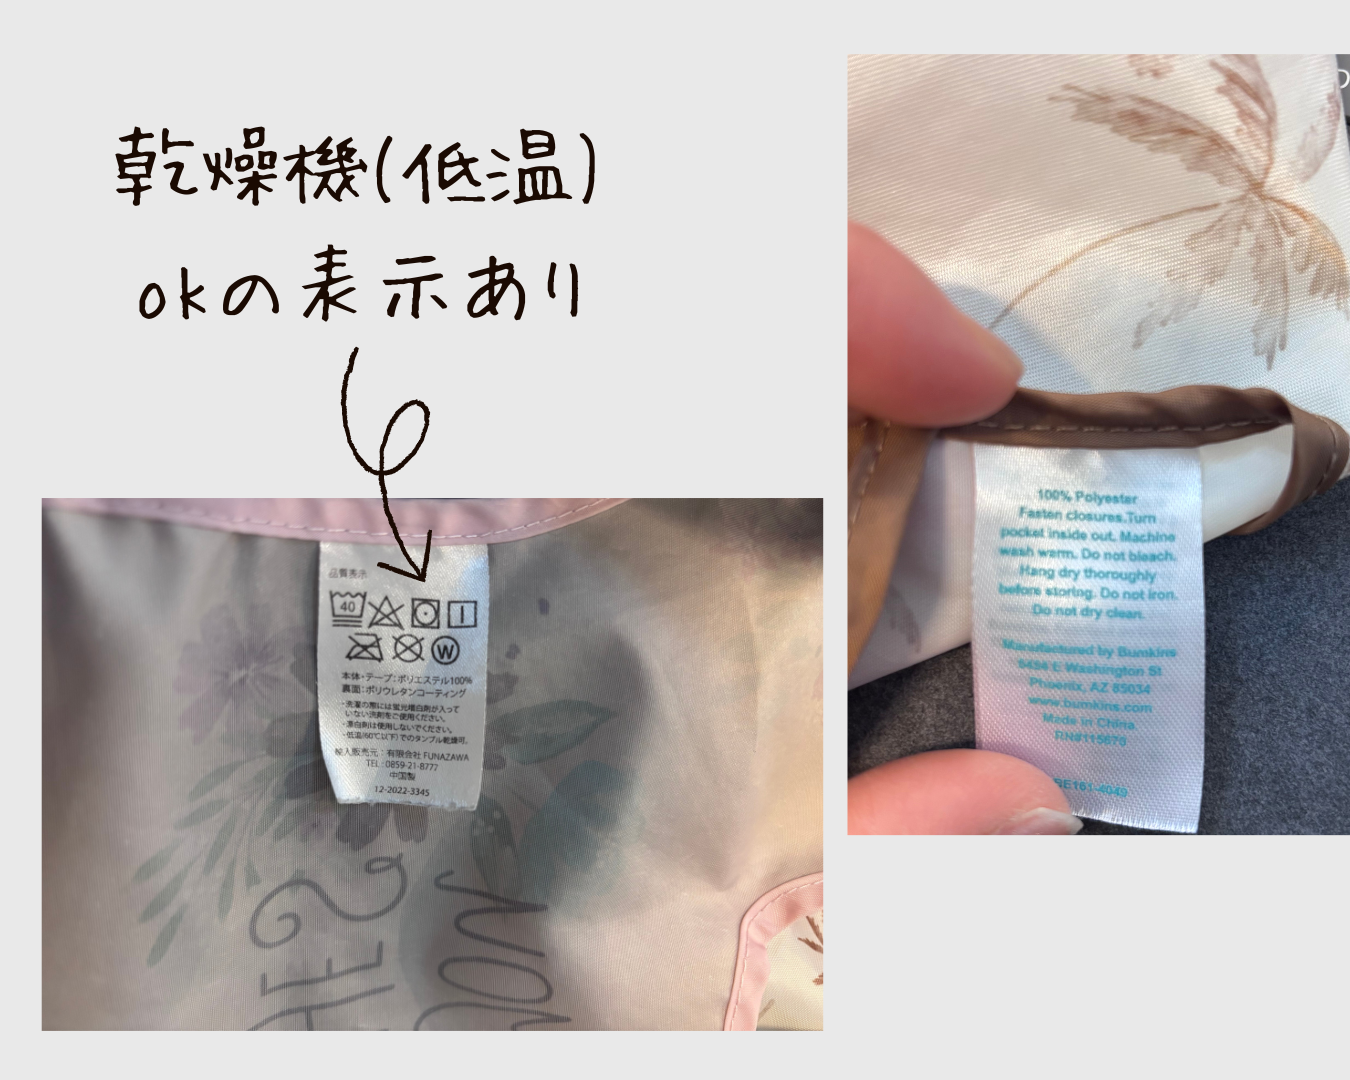 乾燥機(低温)
okの表示あり
品質表示
40
W
本体・テープ:ポリエステル100%
裏面:ポリウレタンコーティング
・洗濯の際には蛍光増白剤が入って
いない洗剤をご使用ください。
・漂白剤は使用しないでください。
・低温(60℃以下)でのタンブル乾燥可。
輸入販売元:有限会社 FUNAZAWA
TEL:0859-21-8777
中国製
12-2022-3345
100% Polyester
Fasten closures.Turn
pocket inside out. Machine
wash warm. Do not bleach.
Hang dry thoroughly
before storing. Do not iron.
Do not dry clean.
Manufactured by Bumkins
E Washington St
Phoenix, AZ 85034
www.bumkins.com
Made in China
RN#115670